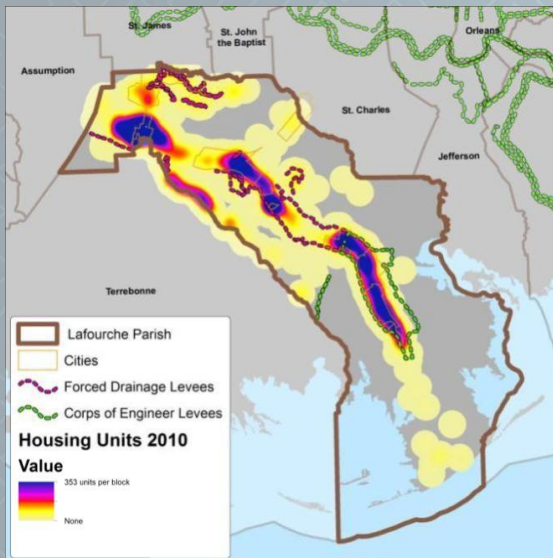 St. James
St. John
the Baptist
Orleans
Assumption
St. Charles
Jefferson
Terrebonne
Lafourche Parish
Cities
Forced Drainage Levees
Corps of Engineer Levees
Housing Units 2010
Value
353 units per block
None